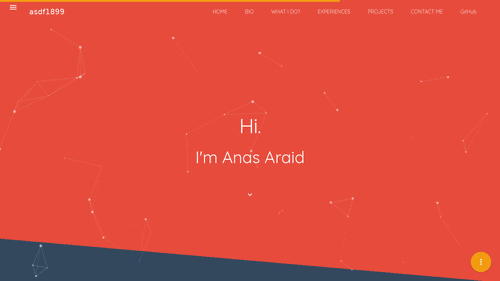 asdf1899
HOME BIO WHAT I DO? EXPERIENCES PROJECTS CONTACT ME GitHub
Hi.
I'm Anas Araid